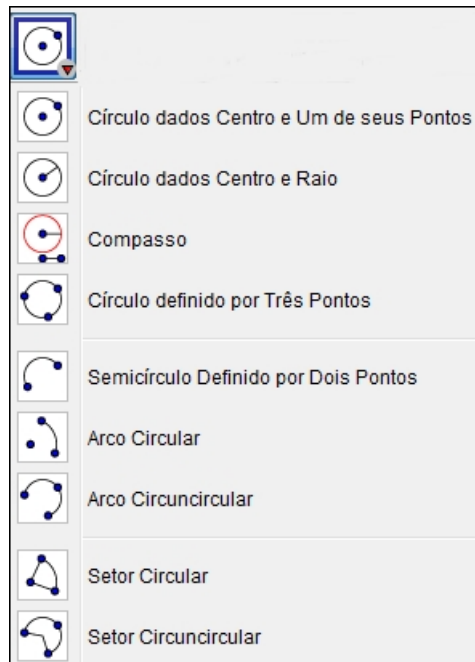 Círculo dados Centro e Um de seus Pontos
Círculo dados Centro e Raio
Compasso
Círculo definido por Três Pontos
Semicírculo Definido por Dois Pontos
Arco Circular
Arco Circuncircular
Setor Circular
Setor Circuncircular